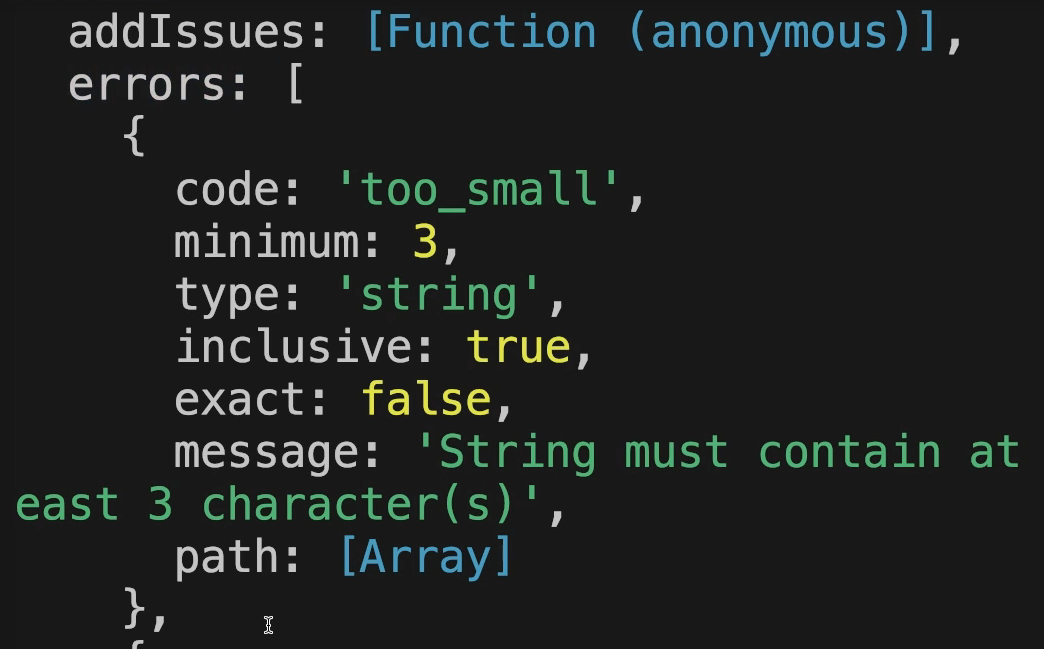 addIssues: [Function (anonymous)],
errors: [
{
code: 'too_small',
minimum: 3,
type: 'string',
inclusive: true,
exact: false,
message: 'String must contain at
east 3 character(s)',
path: [Array]
},
{